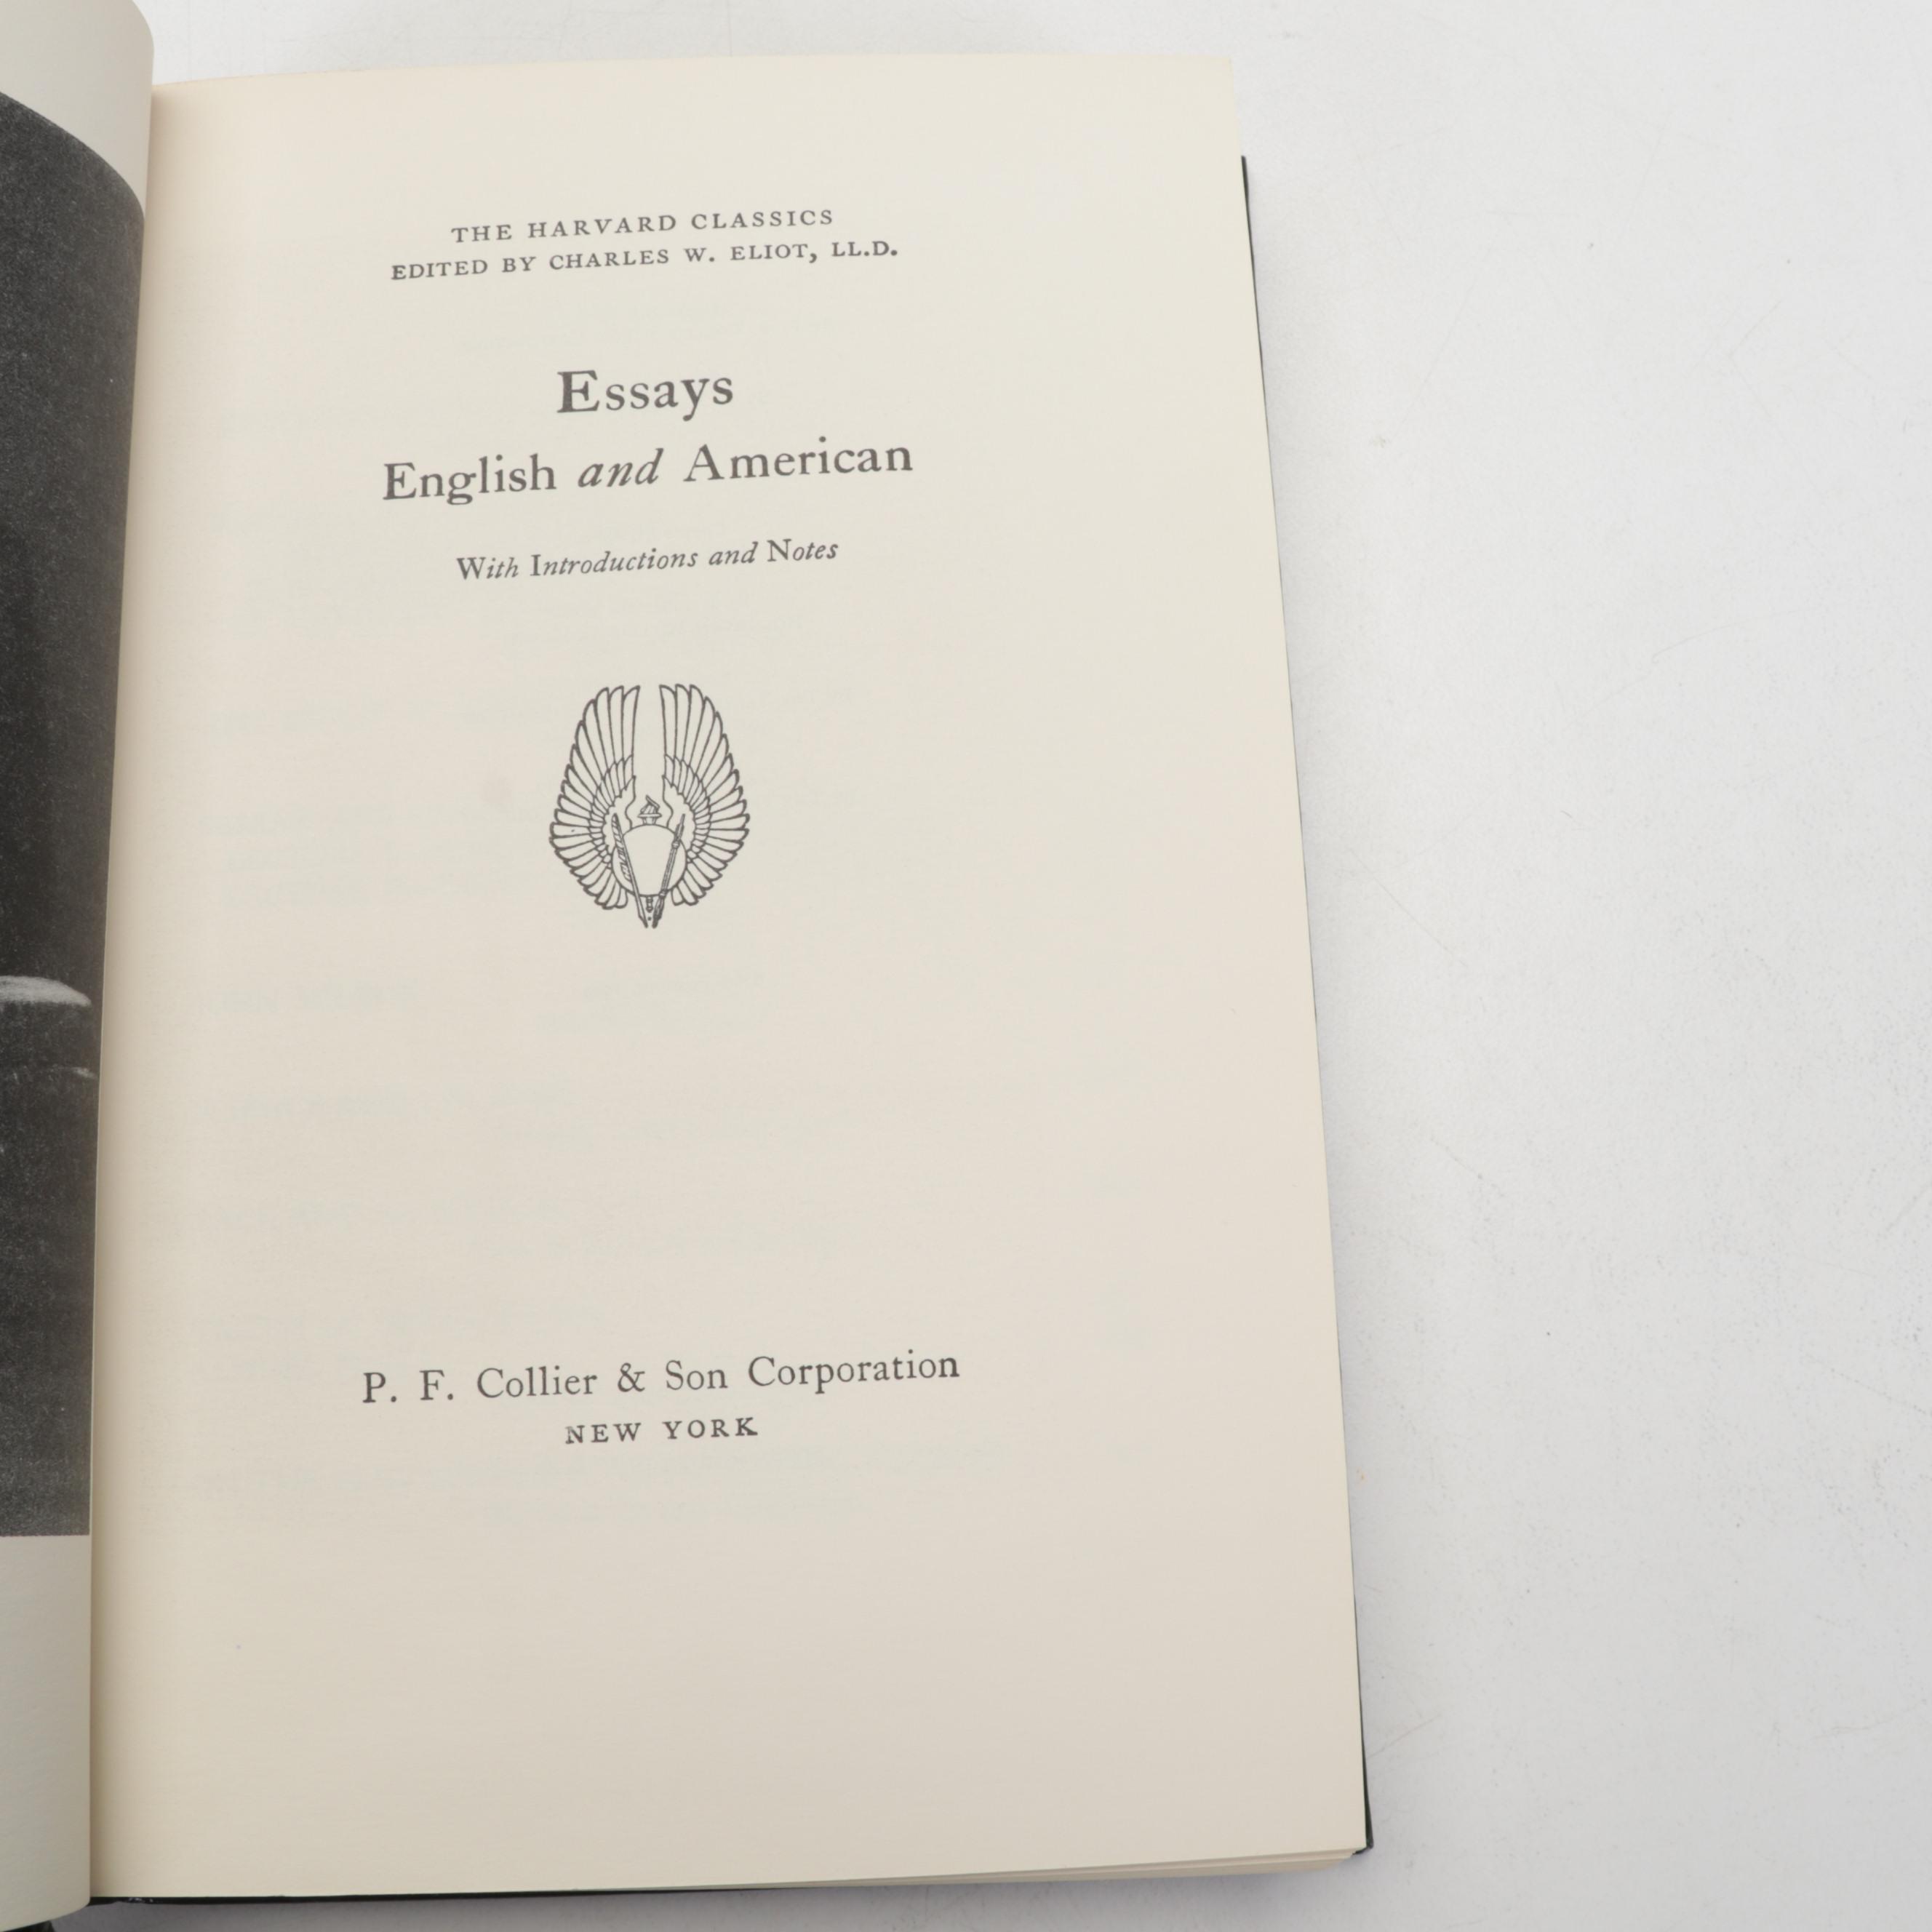 THE HARVARD CLASSICS
EDITED BY CHARLES W. ELIOT, LL.D.
Essays
English and American
With Introductions and Notes
P. F. Collier & Son Corporation
NEW YORK